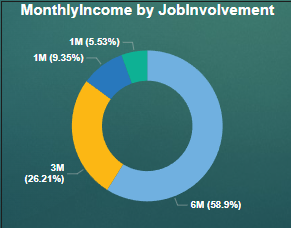 MonthlyIncome by JobInvolvement
1M (5.53%)
1M (9.35%)
3M
(26.21%)
6M (58.9%)